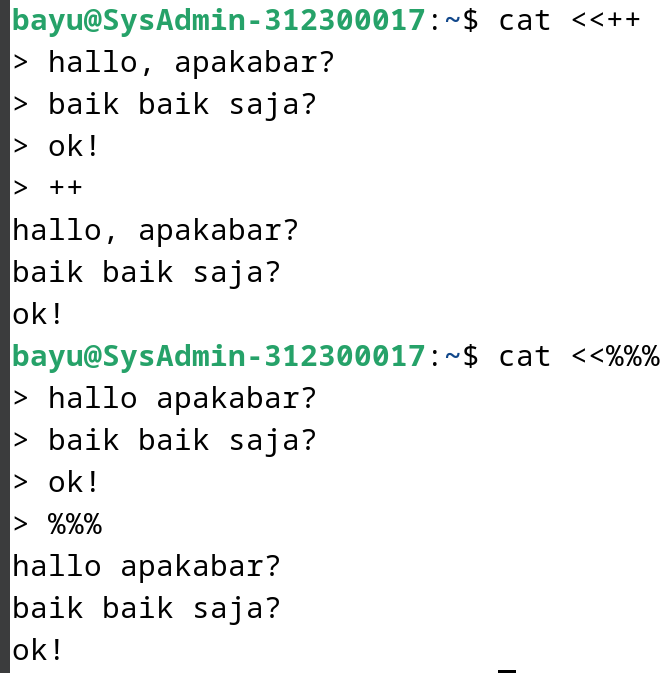 bayu@SysAdmin-312300017:~$ cat <<++
> hallo, apakabar?
> baik baik saja?
> ok!
> ++
hallo, apakabar?
baik baik saja?
ok!
bayu@SysAdmin-312300017:~$ cat <<%%%
> hallo apakabar?
> baik baik saja?
> ok!
> %%%
hallo apakabar?
baik baik saja?
ok!